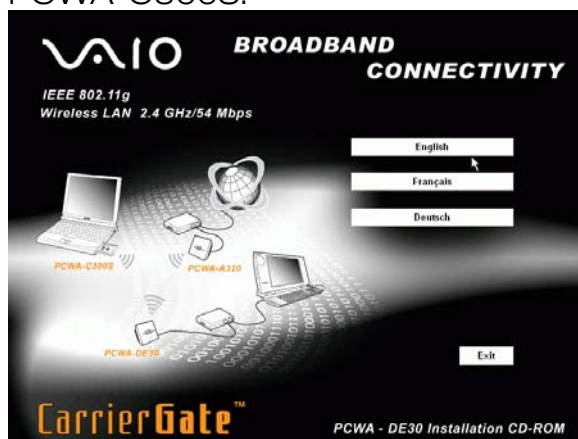 PCWA-C300S.
VAIO
BROADBAND
CONNECTIVITY
IEEE 802.11g
Wireless LAN 2.4 GHz/54 Mbps
English
Français
Deutsch
PCWA-C300S
PCWA-A320
PCWA-DE30
Exit
CarrierGate™
PCWA - DE30 Installation CD-ROM